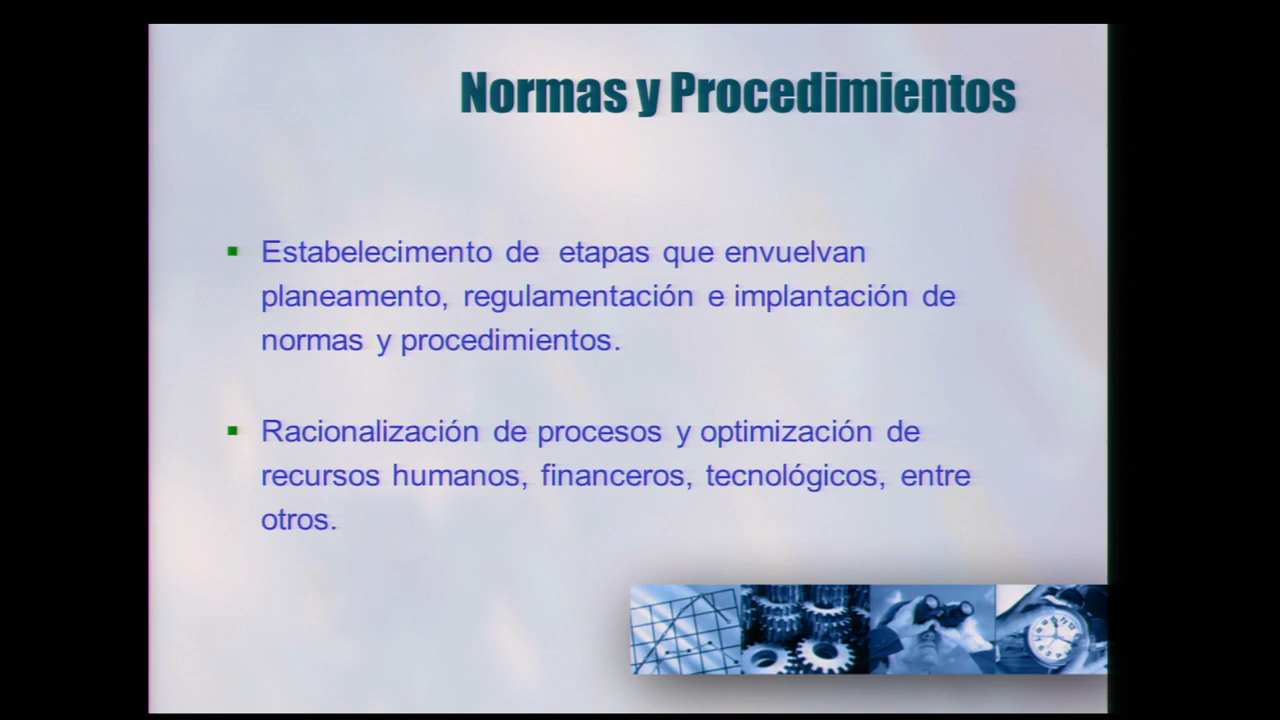 Normas y Procedimientos
Estabelecimento de etapas que envuelvan
planeamento, regulamentación e implantación de
normas y procedimientos.
Racionalización de procesos y optimización de
recursos humanos, financeros, tecnológicos, entre
otros.